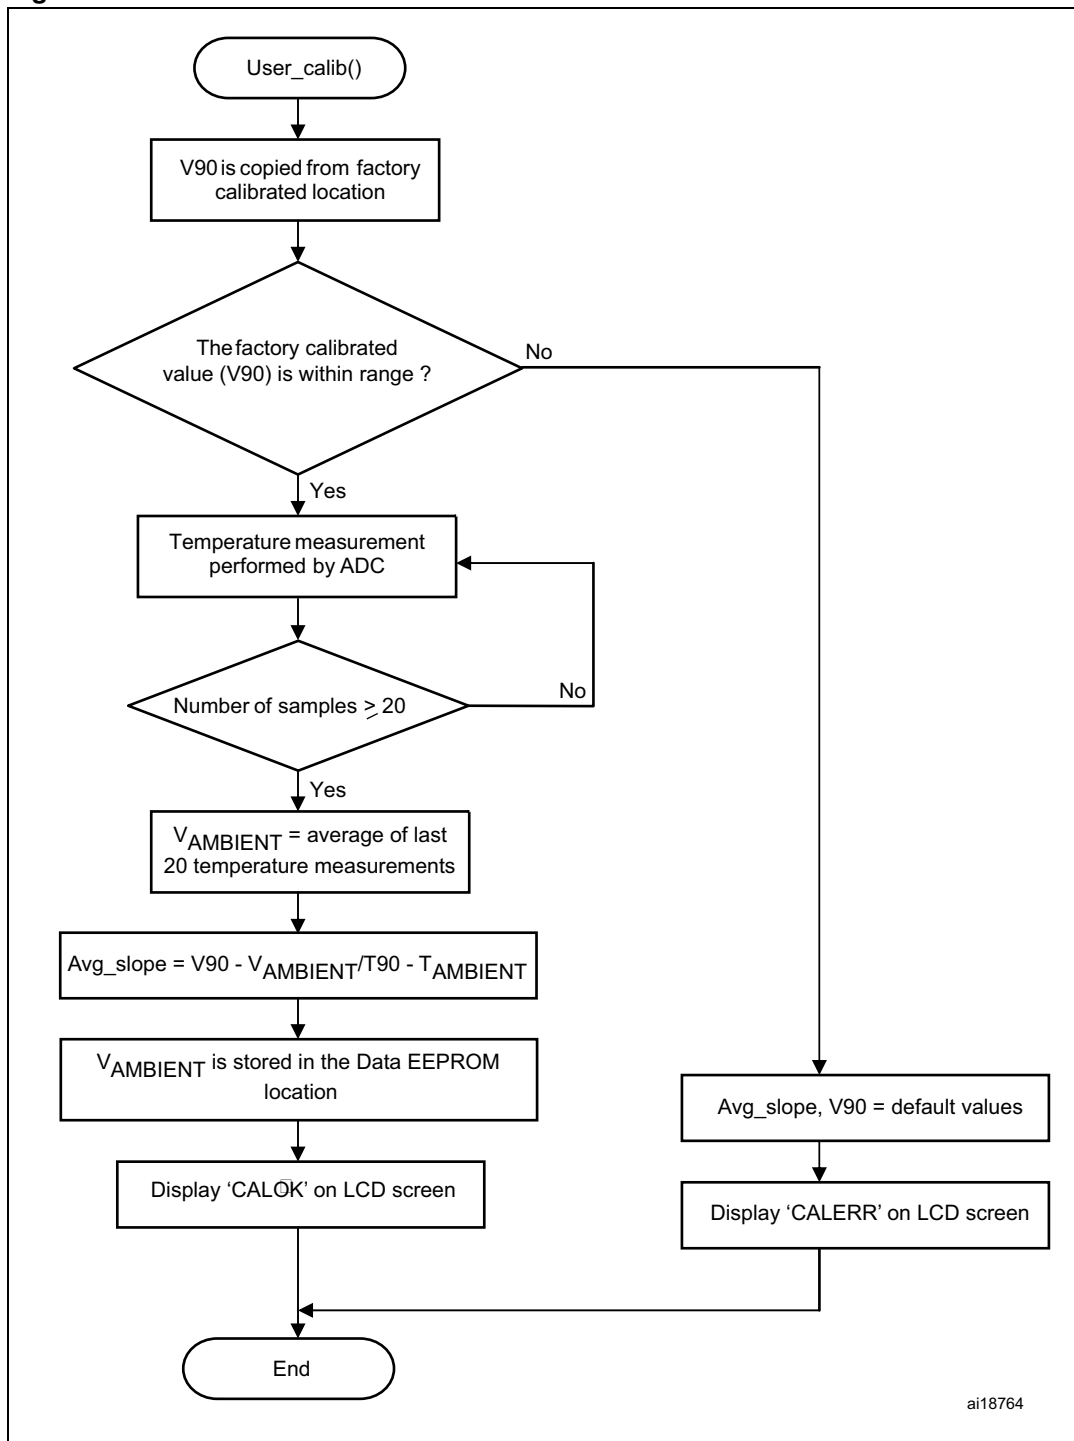 User_calib()
V90 is copied from factory
calibrated location
The factory calibrated
value (V90) is within range ?
No
Yes
Temperature measurement
performed by ADC
Number of samples ≥ 20
No
Yes
VAMBIENT = average of last
20 temperature measurements
Avg_slope = V90 - VAMBIENT/T90 - TAMBIENT
VAMBIENT is stored in the Data EEPROM
location
Avg_slope, V90 = default values
Display ‘CALOK’ on LCD screen
Display ‘CALERR’ on LCD screen
End
ai18764